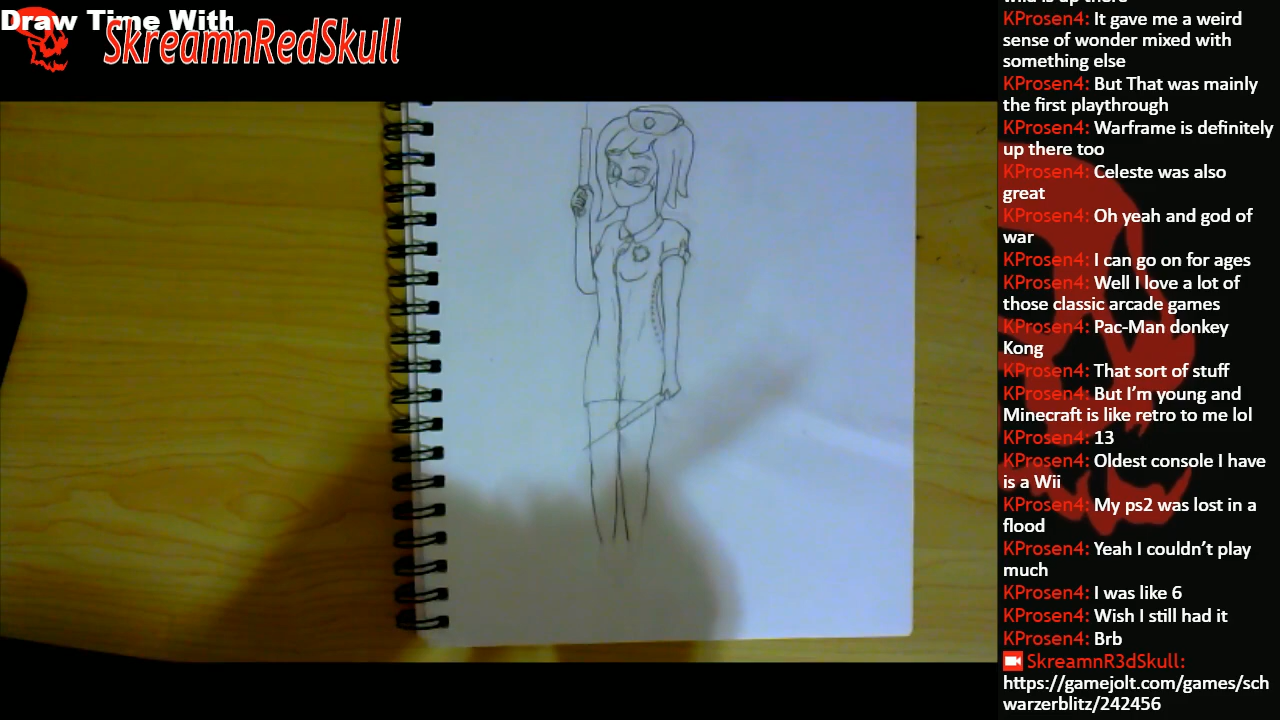 Draw Time With
SkreamnRedSkull
KProsen4: It gave me a weird
sense of wonder mixed with
something else
KProsen4: But That was mainly
the first playthrough
KProsen4: Warframe is definitely
up there too
KProsen4: Celeste was also
great
KProsen4: Oh yeah and god of
war
KProsen4: I can go on for ages
KProsen4: Well I love a lot of
those classic arcade games
KProsen4: Pac-Man donkey
Kong
KProsen4: That sort of stuff
KProsen4: But I’m young and
Minecraft is like retro to me lol
KProsen4: 13
KProsen4: Oldest console I have
is a Wii
KProsen4: My ps2 was lost in a
flood
KProsen4: Yeah I couldn’t play
much
KProsen4: I was like 6
KProsen4: Wish I still had it
KProsen4: Brb
SkreamnR3dSkull:
https://gamejolt.com/games/sch
warzerblitz/242456